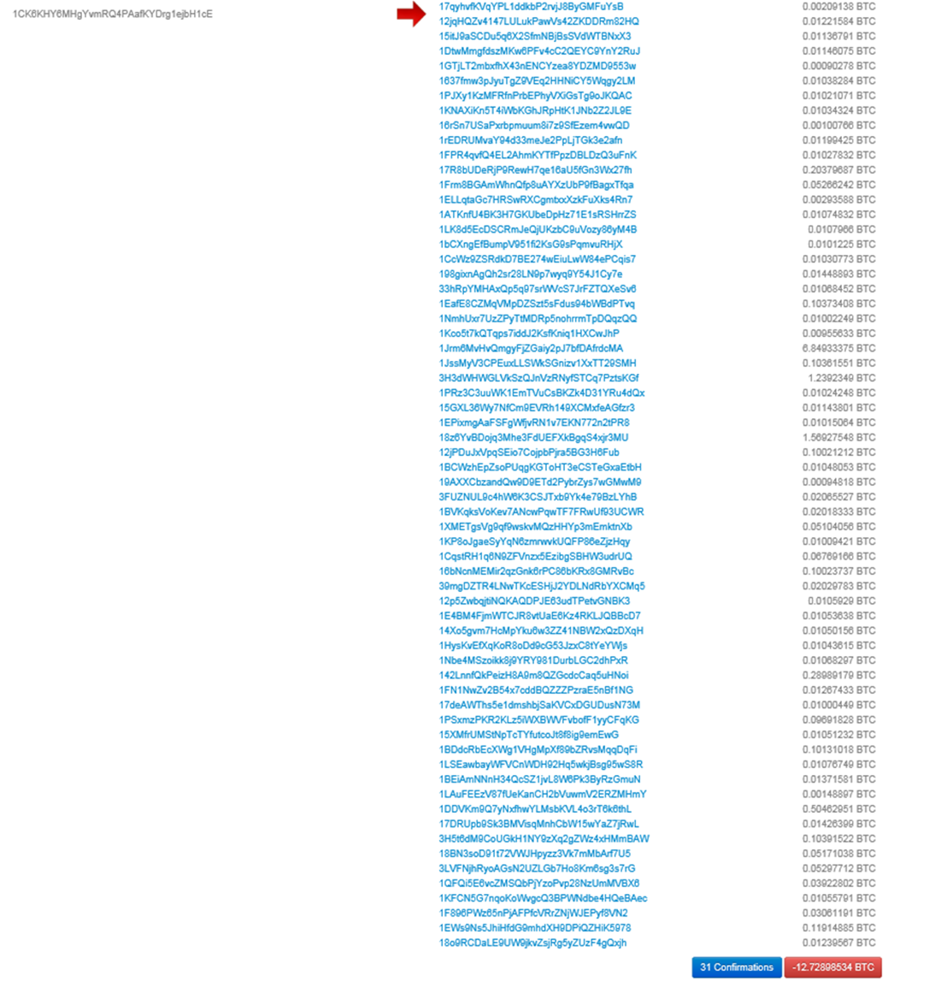 1CK6KHY6MHgYvmRQ4PAafKYDrg1ejbH1cE
17qyhvfKVqYPL1ddkbP2rvjJ8ByGMFuYsB 0.00209138 BTC
12jqHQZv4147LULukPawVs42ZKDDRm82HQ 0.01221584 BTC
15itJ9aSCDu5q6X2SfmNBjBsSVdWTBNxX3 0.01136791 BTC
1DtwMmgfdszMKw6PFv4cC2QEYC9YnY2RuJ 0.01146075 BTC
1GTjLT2mbxfhX43nENCYzea8YDZMD9553w 0.00090278 BTC
1637fmw3pJyuTgZ9VEq2HHNiCY5Wqgy2LM 0.01038284 BTC
1PJXy1KzMFRfnPrbEPhyVXiGsTg9oJKQAC 0.01021071 BTC
1KNAXiKn5T4iWbKGhJRpHtK1JNb2Z2JL9E 0.01034324 BTC
16rSn7USaPxrbpmuum8i7z9SfEzem4vwQD 0.00100766 BTC
1rEDRUMvaY94d33meJe2PpLjTGk3e2afn 0.01199425 BTC
1FPR4qvfQ4EL2AhmKYTfPpzDBLDzQ3uFnK 0.01027832 BTC
17R8bUDeRjP9RewH7qe16aU5fGn3Wx27fh 0.20379687 BTC
1Frm8BGAmWhnQfp8uAYXzUbP9fBagxTfqa 0.05266242 BTC
1ELLqtaGc7HRSwRXCgmtxxXzkFuXks4Rn7 0.00293588 BTC
1ATKnfU4BK3H7GKUbeDpHz71E1sRSHrrZS 0.01074832 BTC
1LK8d5EcDSCRmJeQjUKzbC9uVozy86yM4B 0.0107966 BTC
1bCXngEfBumpV951fi2KsG9sPqmvuRHjX 0.0101225 BTC
1CcWz9ZSRdkD7BE274wEiuLwW84ePCqis7 0.01030773 BTC
198gixnAgQh2sr28LN9p7wyq9Y54J1Cy7e 0.01448893 BTC
33hRpYMHAxQp5q97srWVcS7JrFZTQXeSv6 0.01068452 BTC
1EafE8CZMqVMpDZSzt5sFdus94bWBdPTvq 0.10373408 BTC
1NmhUxr7UzZPyTtMDRp5nohrrmTpDQqzQQ 0.01002249 BTC
1Kco5t7kQTqps7iddJ2KsfKniq1HXCwJhP 0.00955633 BTC
1Jrm6MvHvQmgyFjZGaiy2pJ7bfDAfrdcMA 6.84933375 BTC
1JssMyV3CPEuxLLSWkSGnizv1XxTT29SMH 0.10361551 BTC
3H3dWHWGLVkSzQJnVzRNyfSTCq7PztsKGf 1.2392349 BTC
1PRz3C3uuWK1EmTVuCsBKZk4D31YRu4dQx 0.01024248 BTC
15GXL36Wy7NfCm9EVRh149XCMxfeAGfzr3 0.01143801 BTC
1EPixmgAaFSFgWfjvRN1v7EKN772n2tPR8 0.01015064 BTC
18z6YvBDojq3Mhe3FdUEFXkBgqS4xjr3MU 1.56927548 BTC
12jPDuJxVpqSEio7CojpbPjra5BG3H6Fub 0.10021212 BTC
1BCWzhEpZsoPUqgKGToHT3eCSTeGxaEtbH 0.01048053 BTC
19AXXCbzandQw9D9ETd2PybrZys7wGMwM9 0.00094818 BTC
3FUZNUL9c4hW6K3CSJTxb9Yk4e79BzLYhB 0.02065527 BTC
1BVKqksVoKev7ANcwPqwTF7FRwUf93UCWR 0.02018333 BTC
1XMETgsVg9qf9wskvMQzHHYp3mEmktnXb 0.05104056 BTC
1KP8oJgaeSyYqN6zmrwvkUQFP86eZjzHqy 0.01009421 BTC
1CqstRH1q6N9ZFVnzx5EzibgSBHW3udrUQ 0.06769166 BTC
16bNcnMEMir2qzGnk6rPC86bKRx8GMRvBc 0.10023737 BTC
39mgDZTR4LNwTKcESHjJ2YDLNdRbYXCMq5 0.02029783 BTC
12p5ZwbqjtiNQKAQDPJE63udTPetvGNBK3 0.0105929 BTC
1E4BM4FjmWTCJR8vtUaE6Kz4RKLJQBBcD7 0.01053638 BTC
14Xo5gvm7HcMpYku6w3ZZ41NBW2xQzDXqH 0.01050156 BTC
1HysKvEfXqKoR8oDd9cG53JzxC8tYeYWjs 0.01043615 BTC
1Nbe4MSzoikk8j9YRY981DurbLGC2dhPxR 0.01068297 BTC
142LnnfQkPeizH8A9m8QZGcdcCaq5uHNoi 0.28989179 BTC
1FN1NwZv2B54x7cddBQZZZPzraE5nBf1NG 0.01267433 BTC
17deAWThs5e1dmshbjSaKVCxDGUDusN73M 0.01000449 BTC
1PSxmzPKR2KLz5iWXBWVFvbofF1yyCFqKG 0.09691828 BTC
15XMfrUMStNpTcTYfutcoJt8f8ig9emEwG 0.01051232 BTC
1BDdcRbEcXWg1VHgMpXf89bZRvsMqqDqFi 0.10131018 BTC
1LSEawbayWFVCnWDH92Hq5wkjBsg95wS8R 0.01076749 BTC
1BEiAmNNnH34QcSZ1jvL8W6Pk3ByRzGmuN 0.01371581 BTC
1LAuFEEzV87fUeKanCH2bVuwmV2ERZMHmY 0.00148897 BTC
1DDVKm9Q7yNxfhwYLMsbKVL4o3rT6k6thL 0.50462951 BTC
17DRUpb9Sk3BMVisqMnhCbW15wYaZ7jRwL 0.01426399 BTC
3H5t6dM9CoUGkH1NY9zXq2gZWz4xHMmBAW 0.10391522 BTC
18BN3soD91t72VWJHpyzz3Vk7mMbArf7U5 0.05171038 BTC
3LVFNjhRyoAGsN2UZLGb7Ho8Km6sg3s7rG 0.05297712 BTC
1QFQi5E6vcZMSQbPjYzoPvp28NzUmMVBX6 0.03922802 BTC
1KFCN5G7nqoKoWvgcQ3BPWNdbe4HQeBAec 0.01055791 BTC
1F896PWz65nPjAFPfcVRrZNjWJEPyf8VN2 0.03061191 BTC
1EWs9Ns5JhiHfdG9mhdXH9DPiQZHiK5978 0.11914885 BTC
18o9RCDaLE9UW9jkvZsjRg5yZUzF4gQxjh 0.01239567 BTC
31 Confirmations -12.72898534 BTC